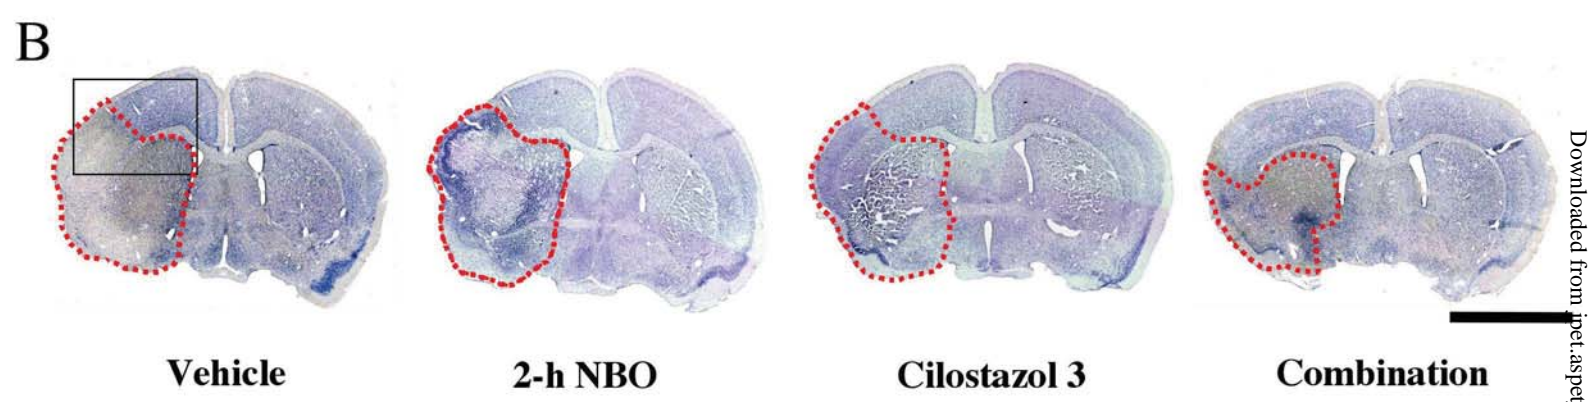 B
Vehicle
2-h NBO
Cilostazol 3
Combination
Downloaded from jpet.aspet